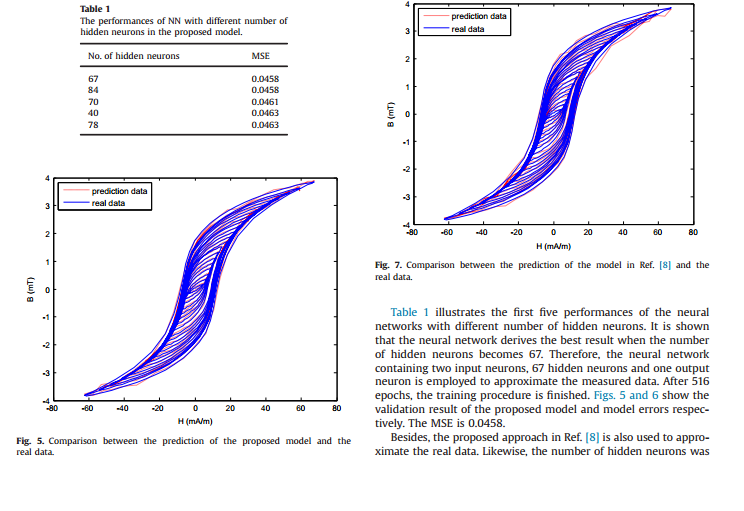 Table 1
The performances of NN with different number of
hidden neurons in the proposed model.
No. of hidden neurons MSE
67 0.0458
84 0.0458
70 0.0461
40 0.0463
78 0.0463
4
3
2
1
0
-1
-2
-3
-4
B (mT)
prediction data
real data
-80 -60 -40 -20 0 20 40 60 80
H (mA/m)
Fig. 5. Comparison between the prediction of the proposed model and the
real data.
4
3
2
1
0
-1
-2
-3
-4
B (mT)
prediction data
real data
-80 -60 -40 -20 0 20 40 60 80
H (mA/m)
Fig. 7. Comparison between the prediction of the model in Ref. [8] and the
real data.
Table 1 illustrates the first five performances of the neural
networks with different number of hidden neurons. It is shown
that the neural network derives the best result when the number
of hidden neurons becomes 67. Therefore, the neural network
containing two input neurons, 67 hidden neurons and one output
neuron is employed to approximate the measured data. After 516
epochs, the training procedure is finished. Figs. 5 and 6 show the
validation result of the proposed model and model errors respec-
tively. The MSE is 0.0458.
Besides, the proposed approach in Ref. [8] is also used to appro-
ximate the real data. Likewise, the number of hidden neurons was